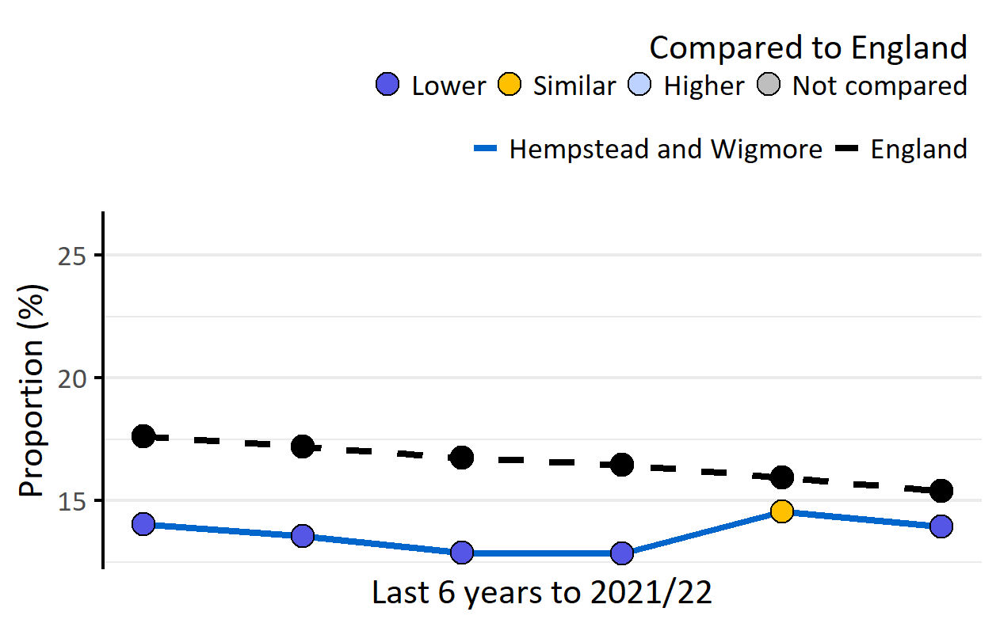 Compared to England
Lower Similar Higher Not compared
Hempstead and Wigmore England
25
20
15
Proportion (%)
Last 6 years to 2021/22